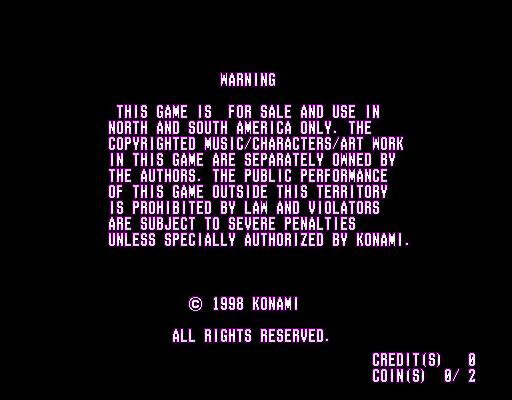 WARNING
THIS GAME IS  FOR SALE AND USE IN
NORTH AND SOUTH AMERICA ONLY. THE
COPYRIGHTED MUSIC/CHARACTERS/ART WORK
IN THIS GAME ARE SEPARATELY OWNED BY
THE AUTHORS. THE PUBLIC PERFORMANCE
OF THIS GAME OUTSIDE THIS TERRITORY
IS PROHIBITED BY LAW AND VIOLATORS
ARE SUBJECT TO SEVERE PENALTIES
UNLESS SPECIALLY AUTHORIZED BY KONAMI.
© 1998 KONAMI
ALL RIGHTS RESERVED.
CREDIT(S)   0
COIN(S)  0/ 2